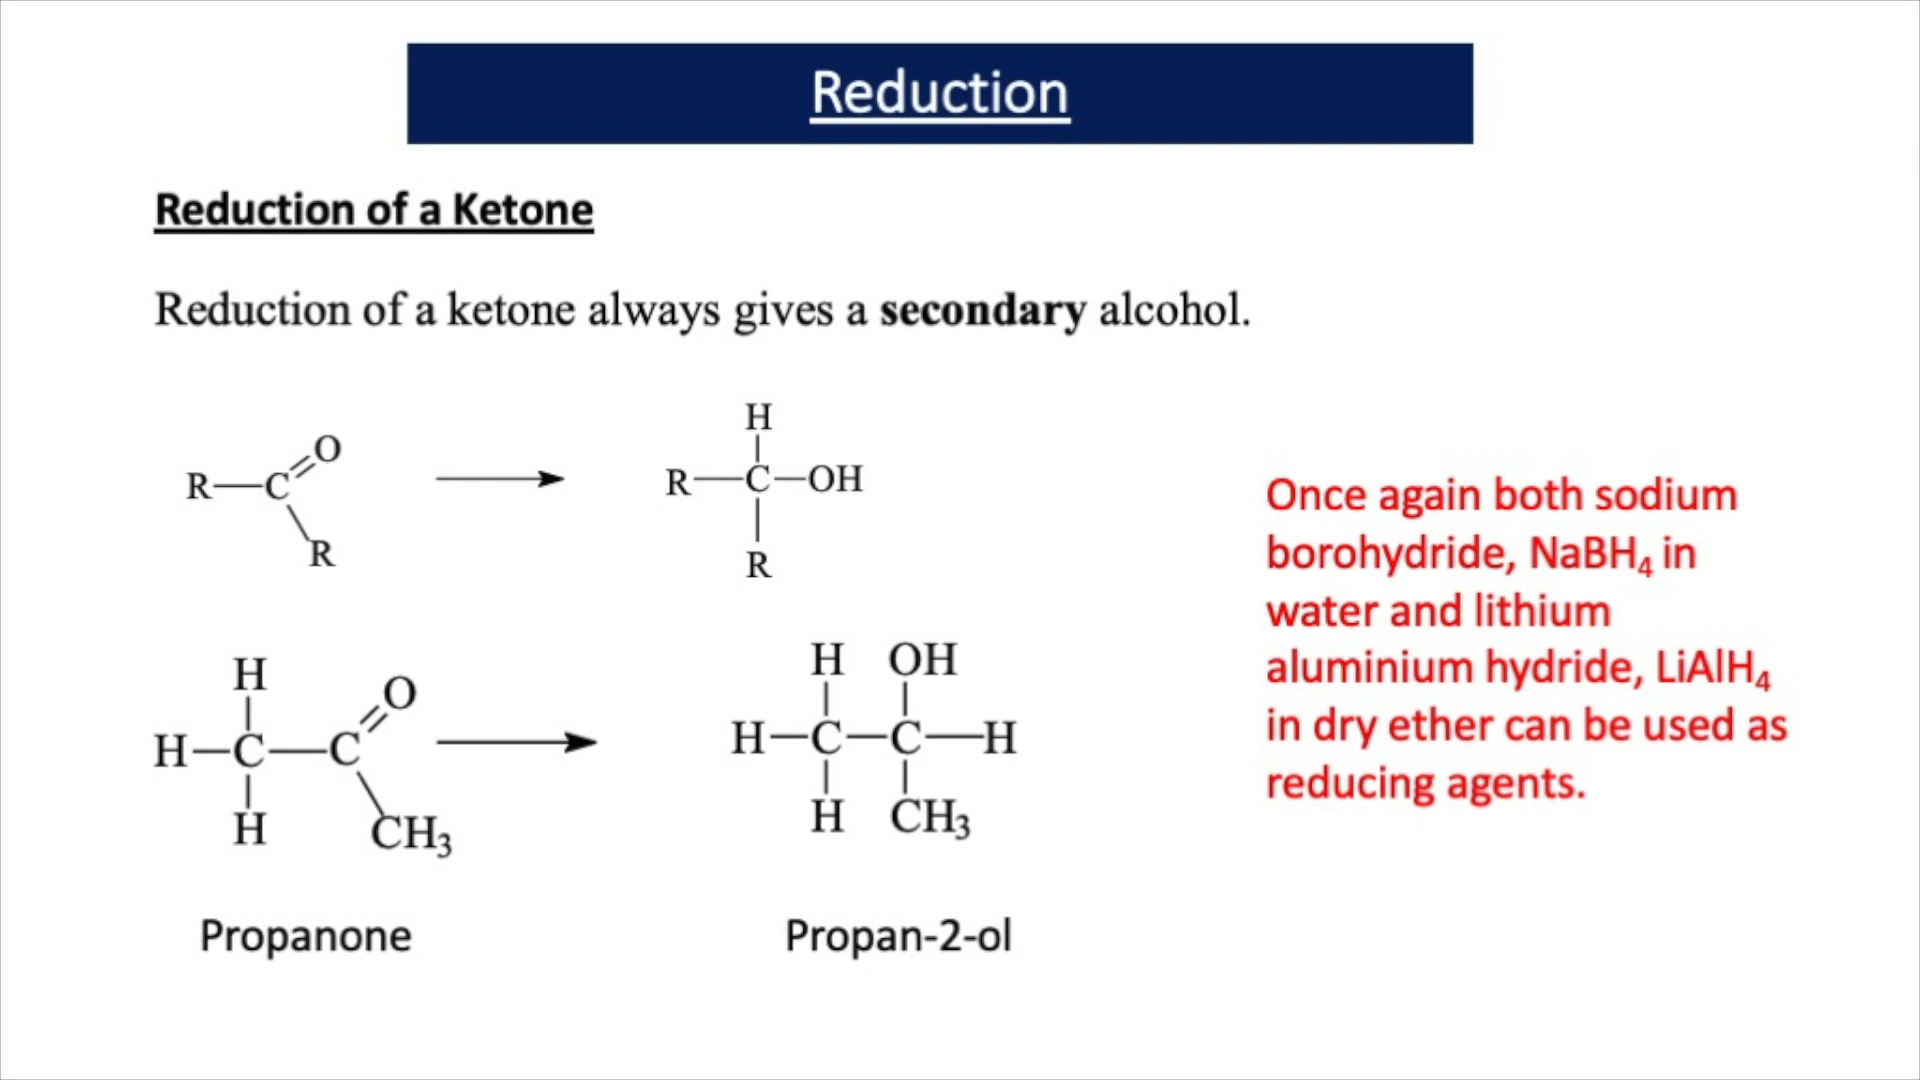 Reduction
Reduction of a Ketone
Reduction of a ketone always gives a secondary alcohol.
H
R—C=O
R
R—C—OH
R
Once again both sodium
borohydride, NaBH₄ in
water and lithium
aluminium hydride, LiAlH₄
in dry ether can be used as
reducing agents.
H
O
H—C—C
H
CH₃
H OH
H—C—C—H
H CH₃
Propanone
Propan-2-ol